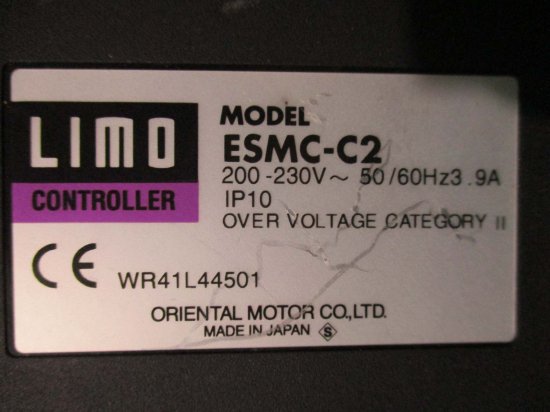 LIMO
CONTROLLER
MODEL
ESMC-C2
200-230V~ 50/60Hz3.9A
IP10
OVER VOLTAGE CATEGORY II
CE
WR41L44501
ORIENTAL MOTOR CO.,LTD.
MADE IN JAPAN S